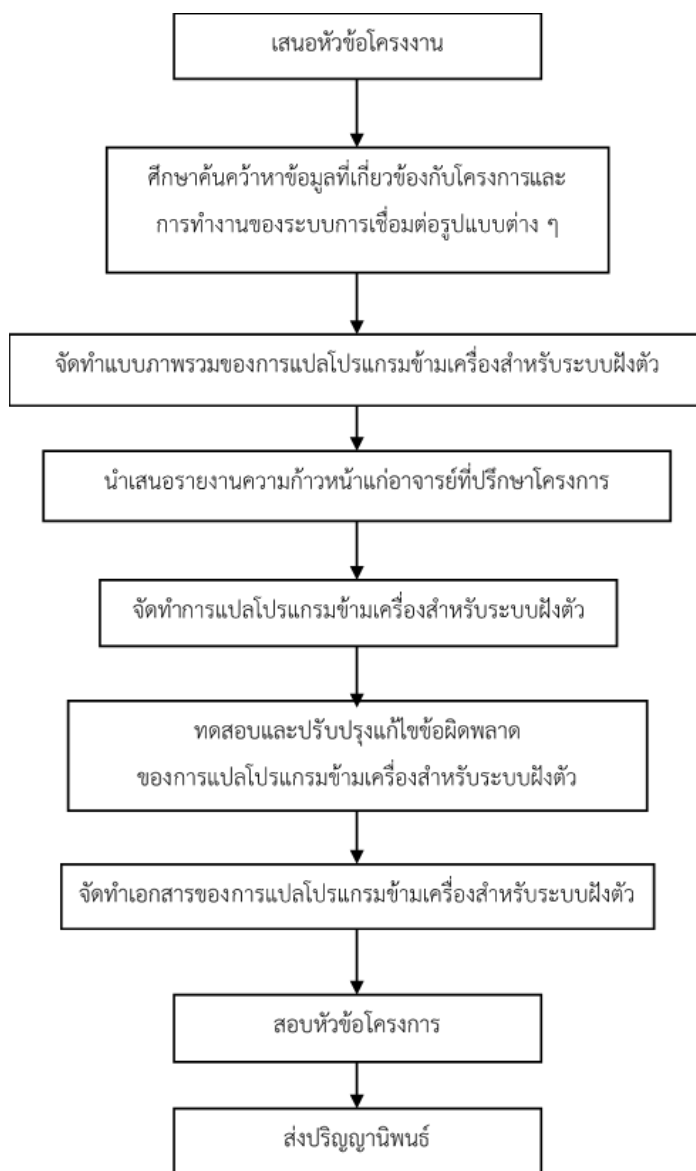 เสนอหัวข้อโครงงาน
ศึกษาค้นคว้าหาข้อมูลที่เกี่ยวข้องกับโครงการและ
การทำงานของระบบการเชื่อมต่อรูปแบบต่าง ๆ
จัดทำแบบภาพรวมของการแปลโปรแกรมข้ามเครื่องสำหรับระบบฝังตัว
นำเสนอรายงานความก้าวหน้าแก่อาจารย์ที่ปรึกษาโครงการ
จัดทำการแปลโปรแกรมข้ามเครื่องสำหรับระบบฝังตัว
ทดสอบและปรับปรุงแก้ไขข้อผิดพลาด
ของการแปลโปรแกรมข้ามเครื่องสำหรับระบบฝังตัว
จัดทำเอกสารของการแปลโปรแกรมข้ามเครื่องสำหรับระบบฝังตัว
สอบหัวข้อโครงการ
ส่งปริญญานิพนธ์